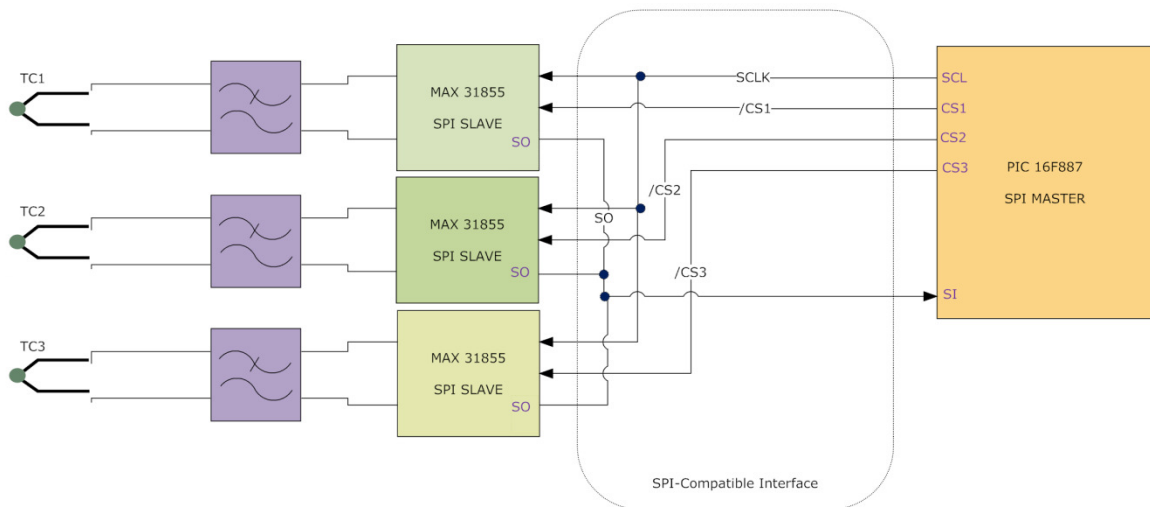 TC1
MAX 31855
SPI SLAVE
SO
SCLK
/CS1
SCL
CS1
CS2
CS3
PIC 16F887
SPI MASTER
TC2
MAX 31855
SPI SLAVE
SO
/CS2
SO
/CS3
SI
TC3
MAX 31855
SPI SLAVE
SO
SPI-Compatible Interface